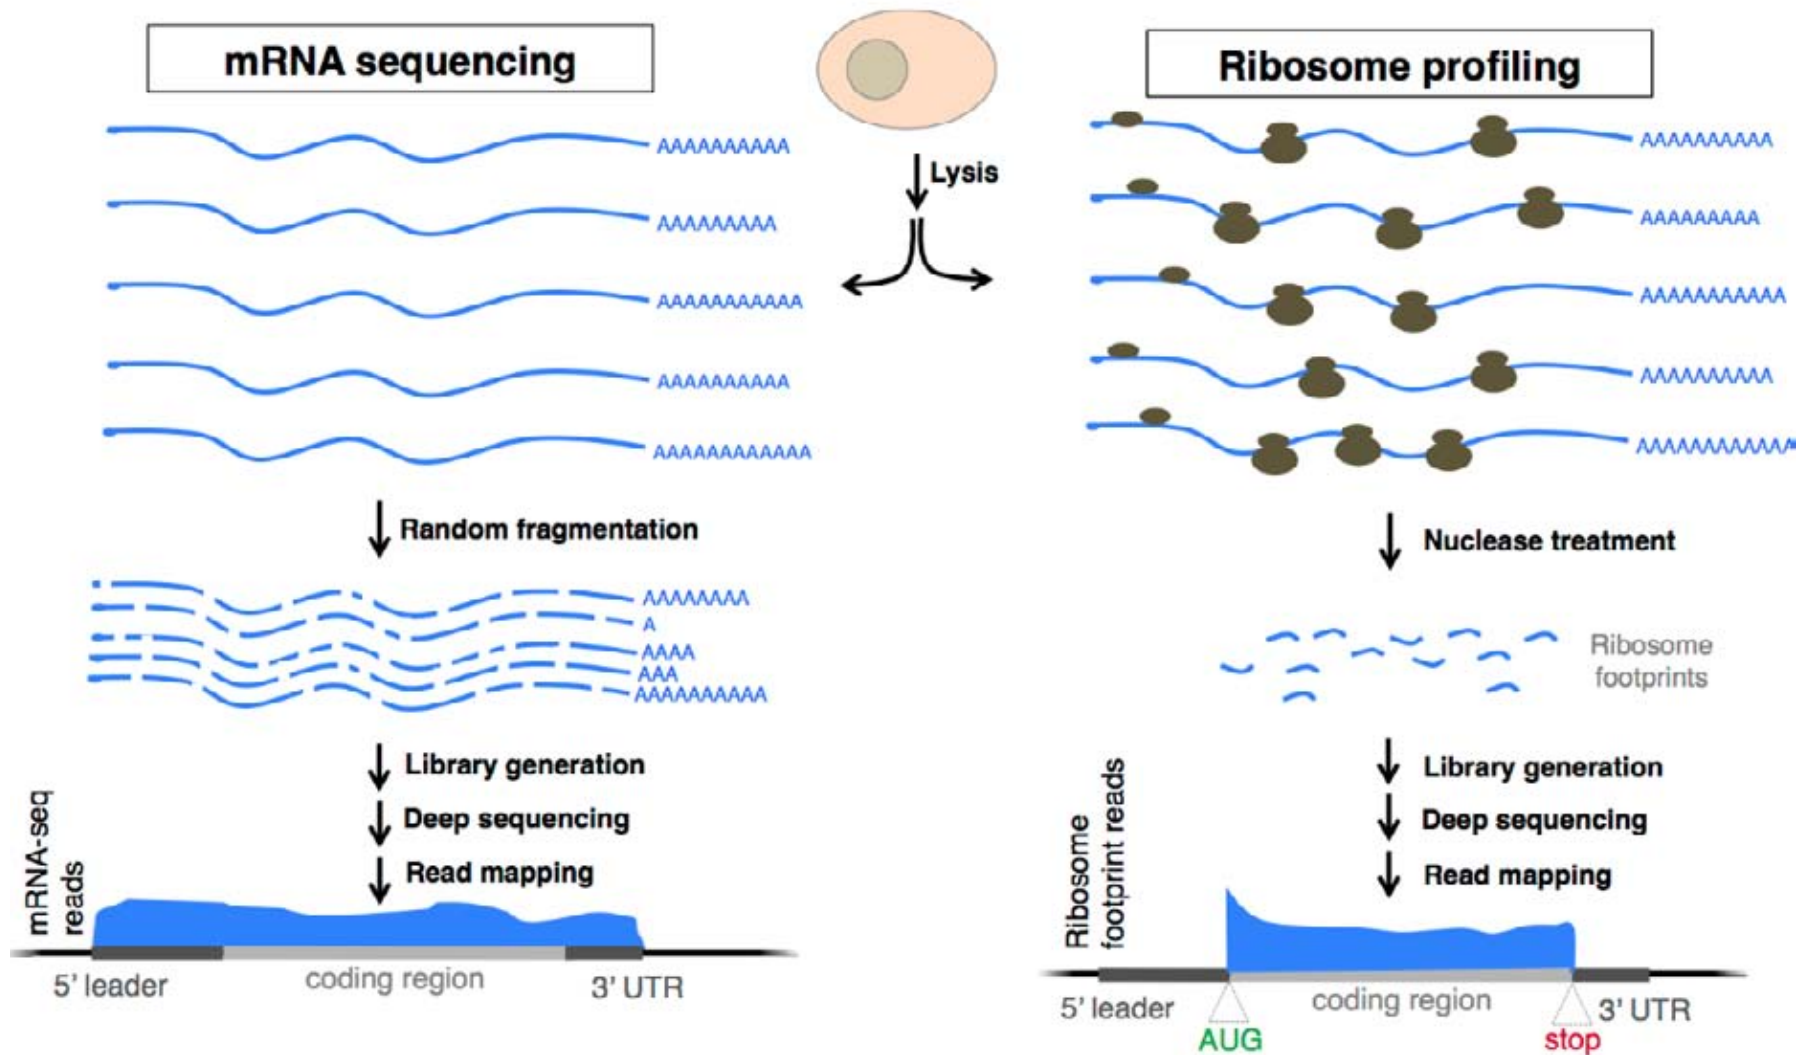 mRNA sequencing
AAAAAAAAAA
AAAAAAAAA
AAAAAAAAAAA
AAAAAAAAAA
AAAAAAAAAAAA
Random fragmentation
AAAAAAAA
A
AAAA
AAA
AAAAAAAAAA
Library generation
Deep sequencing
Read mapping
mRNA-seq
reads
5' leader
coding region
3' UTR
Lysis
Ribosome profiling
AAAAAAAAAA
AAAAAAAAA
AAAAAAAAAAA
AAAAAAAAAA
AAAAAAAAAAAA
Nuclease treatment
Ribosome
footprints
Library generation
Deep sequencing
Read mapping
Ribosome
footprint reads
5' leader
coding region
3' UTR
AUG
stop